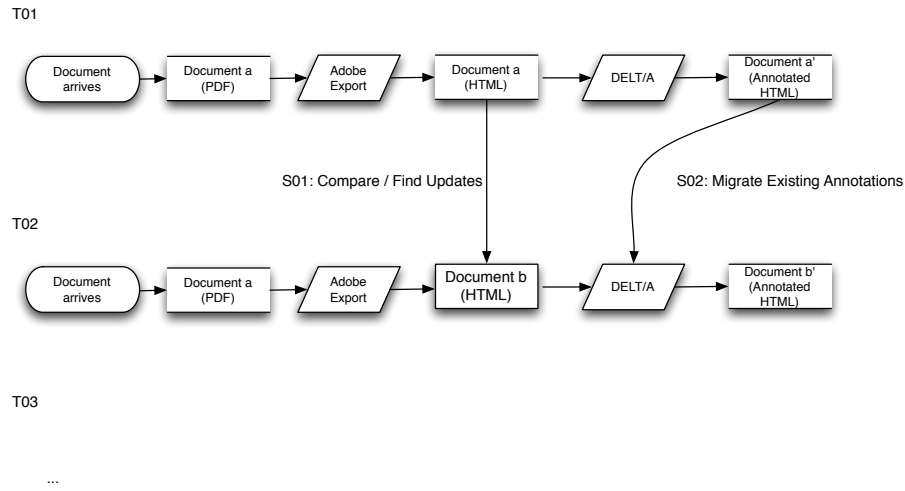 T01
Document
arrives
Document a
(PDF)
Adobe
Export
Document a
(HTML)
DELT/A
Document a'
(Annotated
HTML)
S01: Compare / Find Updates
S02: Migrate Existing Annotations
T02
Document
arrives
Document a
(PDF)
Adobe
Export
Document b
(HTML)
DELT/A
Document b'
(Annotated
HTML)
T03
...